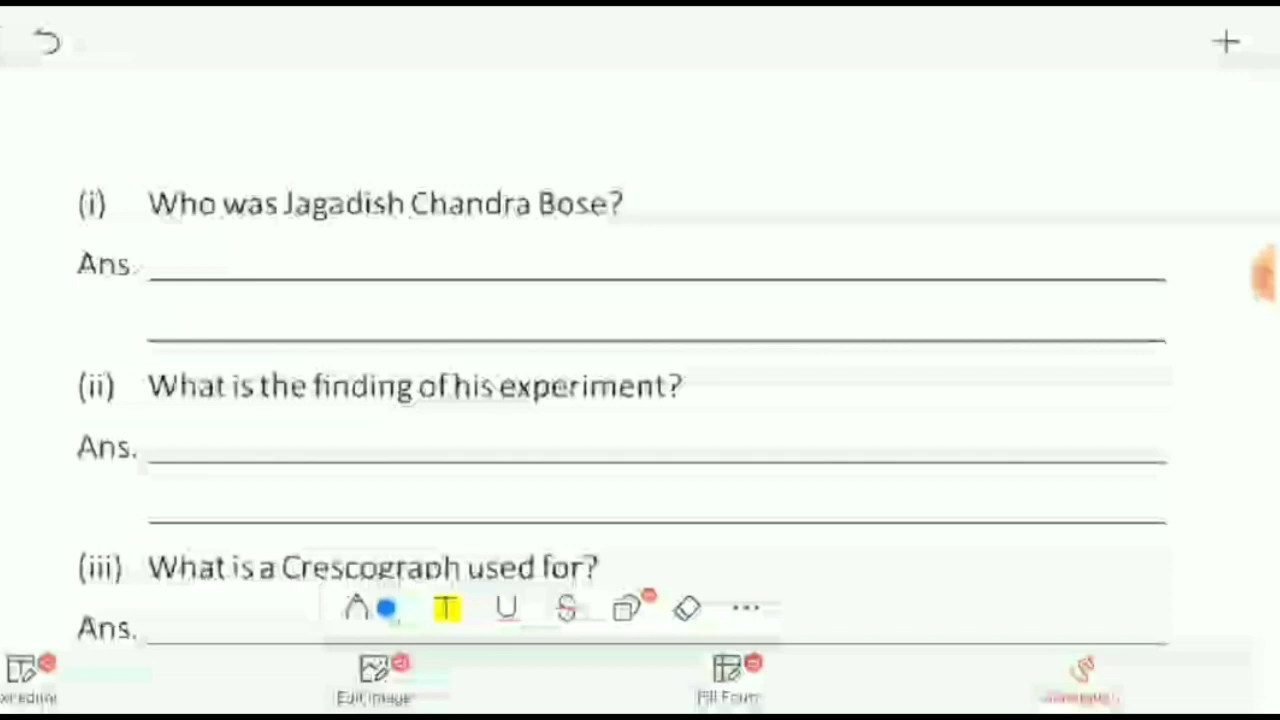 (i) Who was Jagadish Chandra Bose?
Ans.
(ii) What is the finding of his experiment?
Ans.
(iii) What is a Crescograph used for?
Ans.
T U S
Edit Image
Fill Form